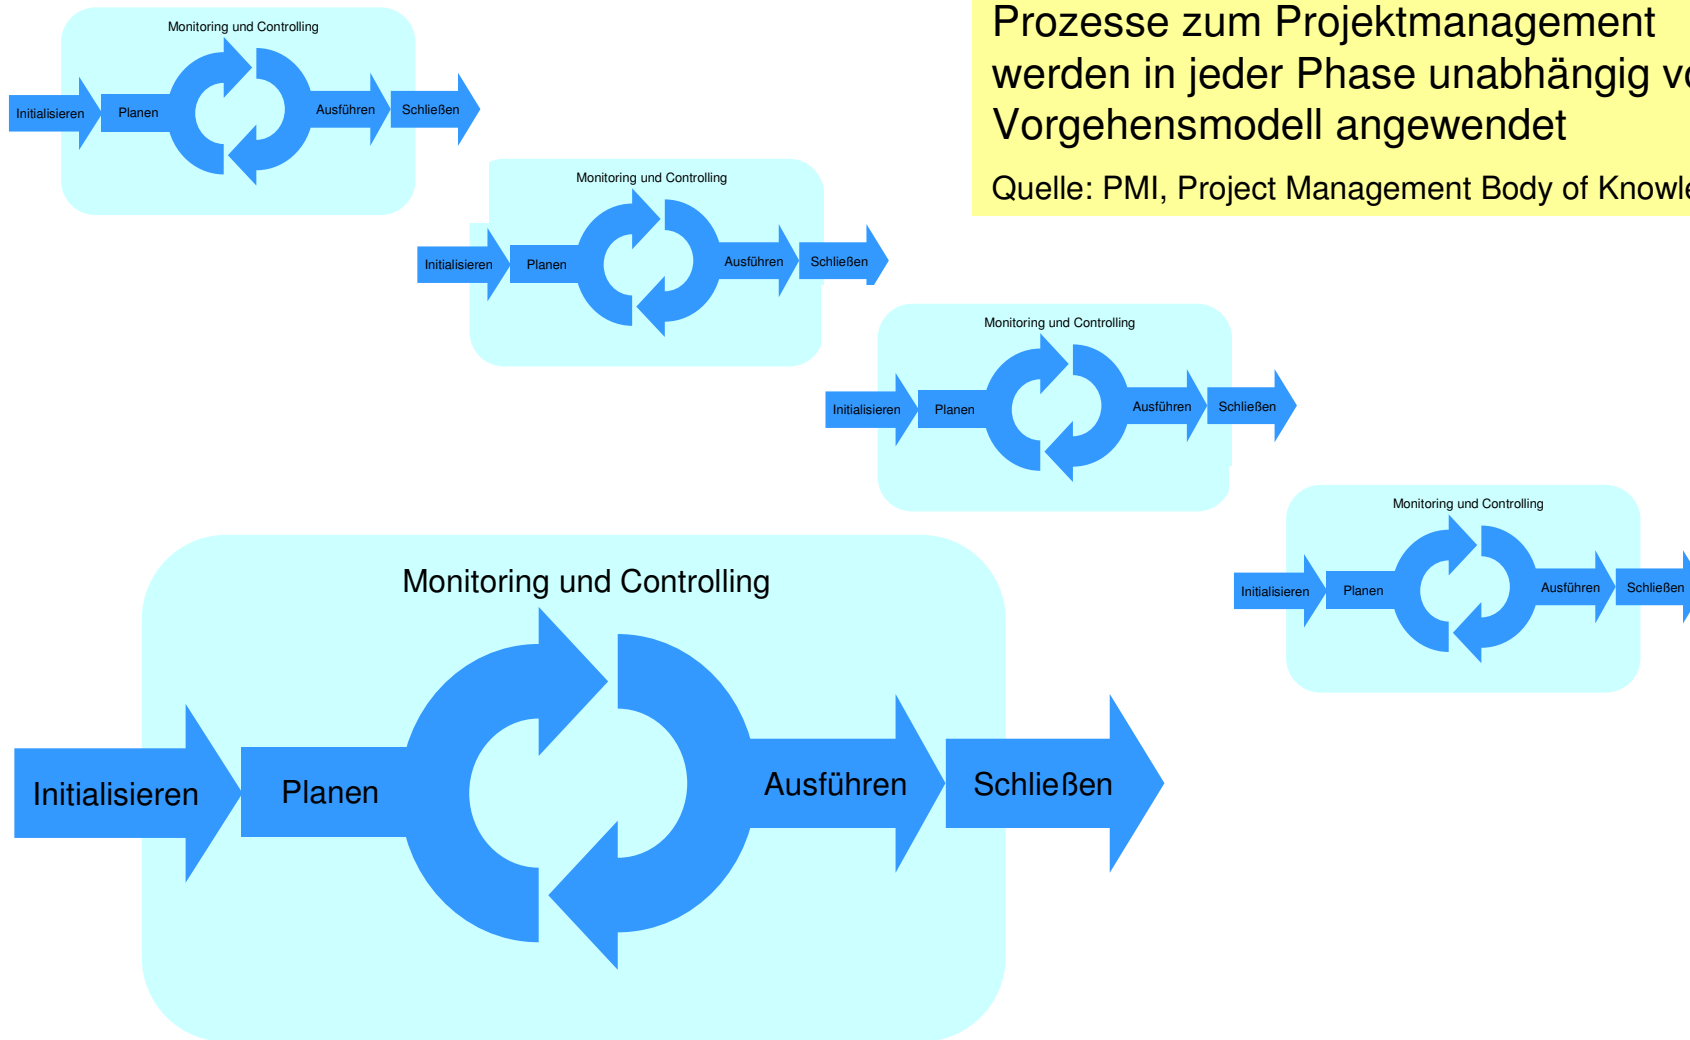 Prozesse zum Projektmanagement
werden in jeder Phase unabhängig
Vorgehensmodell angewendet
Quelle: PMI, Project Management Body of
Monitoring und Controlling
Initialisieren
Planen
Ausführen
Schließen
Monitoring und Controlling
Initialisieren
Planen
Ausführen
Schließen
Monitoring und Controlling
Initialisieren
Planen
Ausführen
Schließen
Monitoring und Controlling
Initialisieren
Planen
Ausführen
Schließen
Monitoring und Controlling
Initialisieren
Planen
Ausführen
Schließen